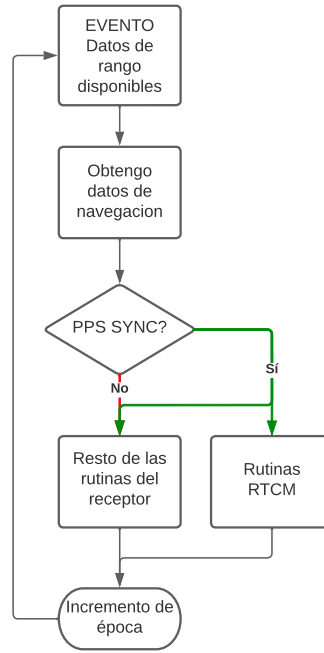 EVENTO
Datos de
rango
disponibles
Obtengo
datos de
navegacion
PPS SYNC?
Sí
No
Resto de las
rutinas del
receptor
Rutinas
RTCM
Incremento de
época